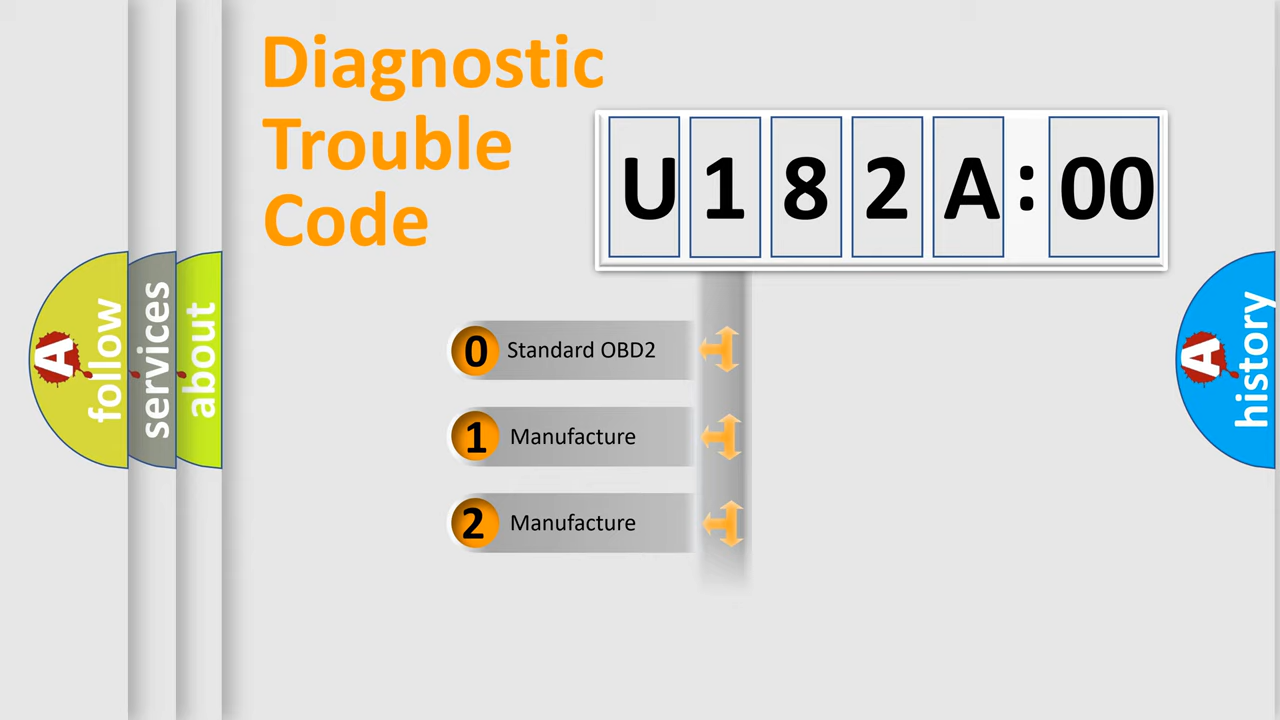 Diagnostic
Trouble
Code
U182A:00
0 Standard OBD2
1 Manufacture
2 Manufacture
A follow
services
about
A history